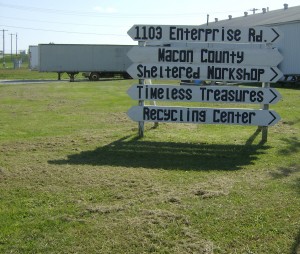 1103 Enterprise Rd.
Macon County
Sheltered Workshop
Timeless Treasures
Recycling Center